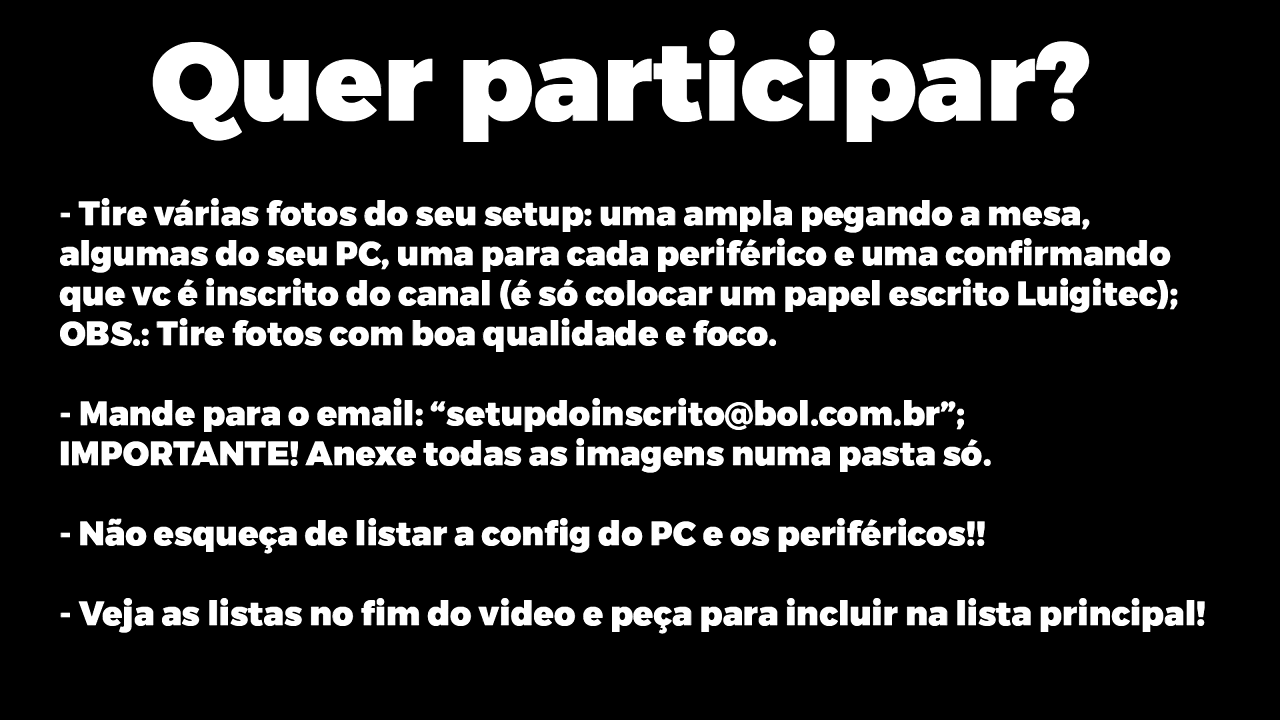 Quer participar?
- Tire várias fotos do seu setup: uma ampla pegando a mesa,
algumas do seu PC, uma para cada periférico e uma confirmando
que vc é inscrito do canal (é só colocar um papel escrito Luigitec);
OBS.: Tire fotos com boa qualidade e foco.
- Mande para o email: “setupdoinscrito@bol.com.br”;
IMPORTANTE! Anexe todas as imagens numa pasta só.
- Não esqueça de listar a config do PC e os periféricos!!
- Veja as listas no fim do video e peça para incluir na lista principal!